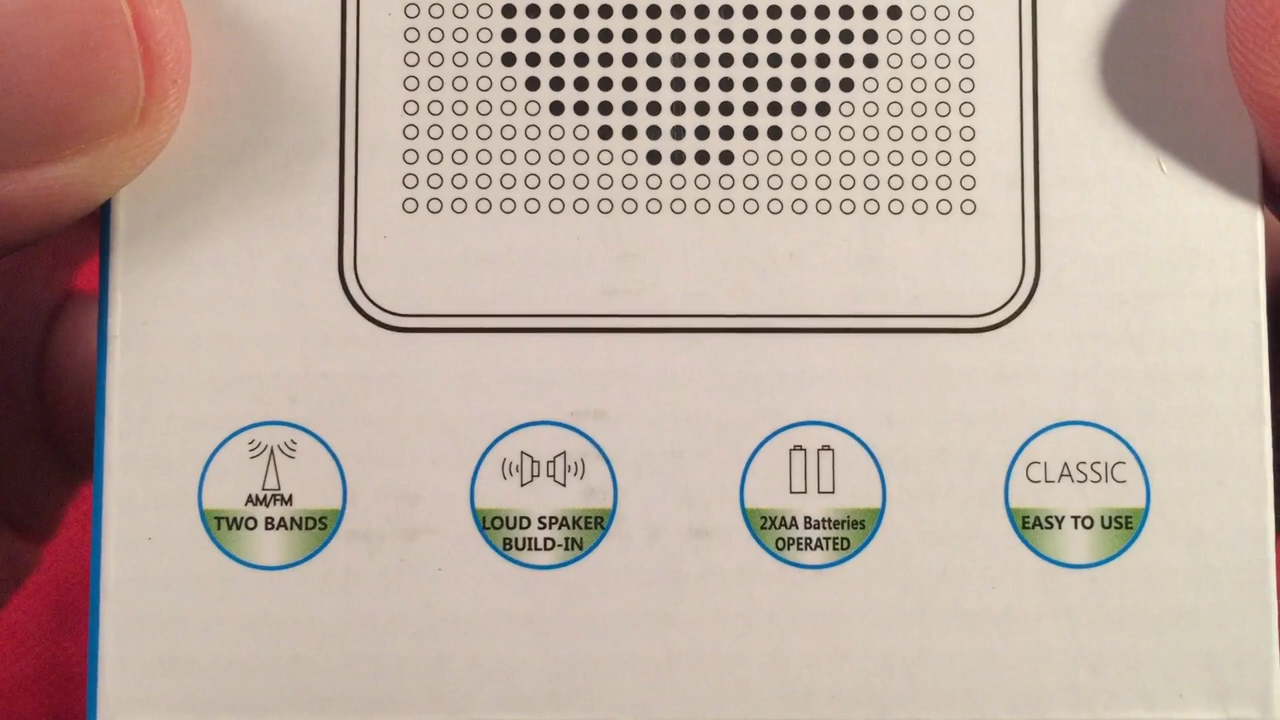 AM/FM
TWO BANDS
LOUD SPAKER
BUILD-IN
2XAA Batteries
OPERATED
CLASSIC
EASY TO USE